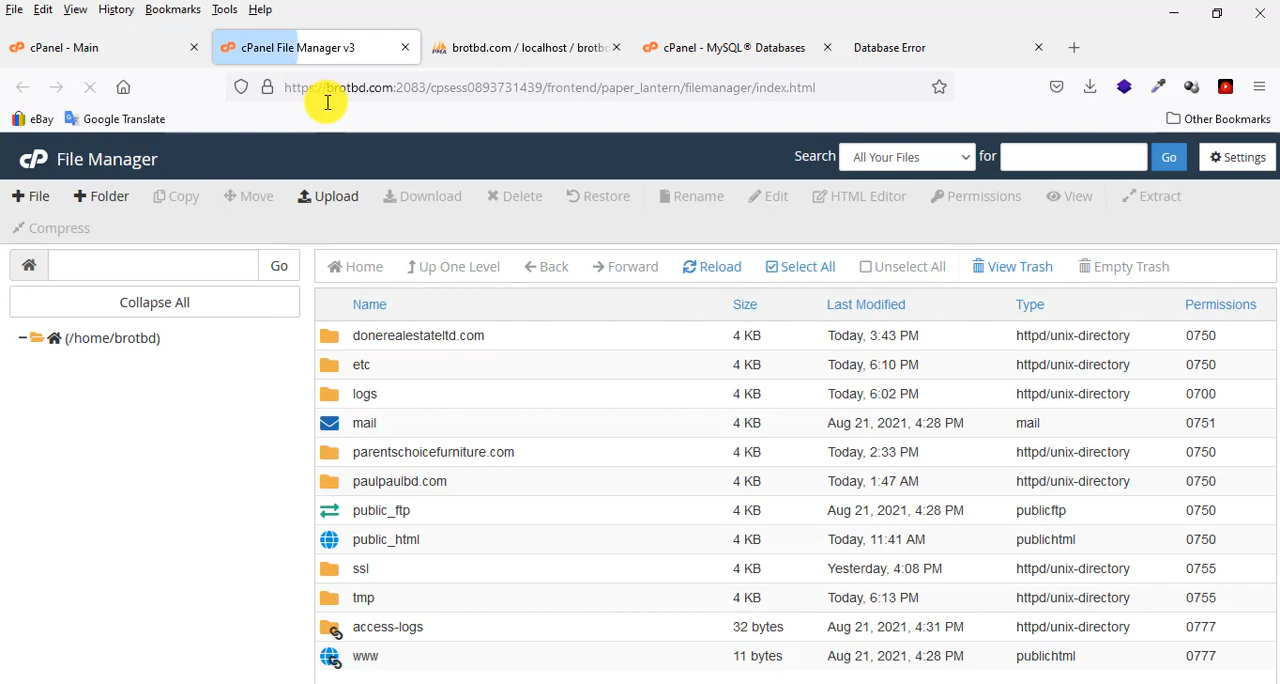 File Edit View History Bookmarks Tools Help
cPanel - Main cPanel File Manager v3 brotbd.com / localhost / brotbd cPanel - MySQL® Databases Database Error
https://brotbd.com:2083/cpsess0893731439/frontend/paper_lantern/filemanager/index.html
eBay Google Translate Other Bookmarks
cP File Manager Search All Your Files for Go Settings
File Folder Copy Move Upload Download Delete Restore Rename Edit HTML Editor Permissions View Extract
Compress
Go Home Up One Level Back Forward Reload Select All Unselect All View Trash Empty Trash
Collapse All
(/home/brotbd)
Name Size Last Modified Type Permissions
donerealestateltd.com 4 KB Today, 3:43 PM httpd/unix-directory 0750
etc 4 KB Today, 6:10 PM httpd/unix-directory 0750
logs 4 KB Today, 6:02 PM httpd/unix-directory 0700
mail 4 KB Aug 21, 2021, 4:28 PM mail 0751
parentschoicefurniture.com 4 KB Today, 2:33 PM httpd/unix-directory 0750
paulpaulbd.com 4 KB Today, 1:47 AM httpd/unix-directory 0750
public_ftp 4 KB Aug 21, 2021, 4:28 PM publicftp 0750
public_html 4 KB Today, 11:41 AM publichtml 0750
ssl 4 KB Yesterday, 4:08 PM httpd/unix-directory 0755
tmp 4 KB Today, 6:13 PM httpd/unix-directory 0755
access-logs 32 bytes Aug 21, 2021, 4:31 PM httpd/unix-directory 0777
www 11 bytes Aug 21, 2021, 4:28 PM publichtml 0777